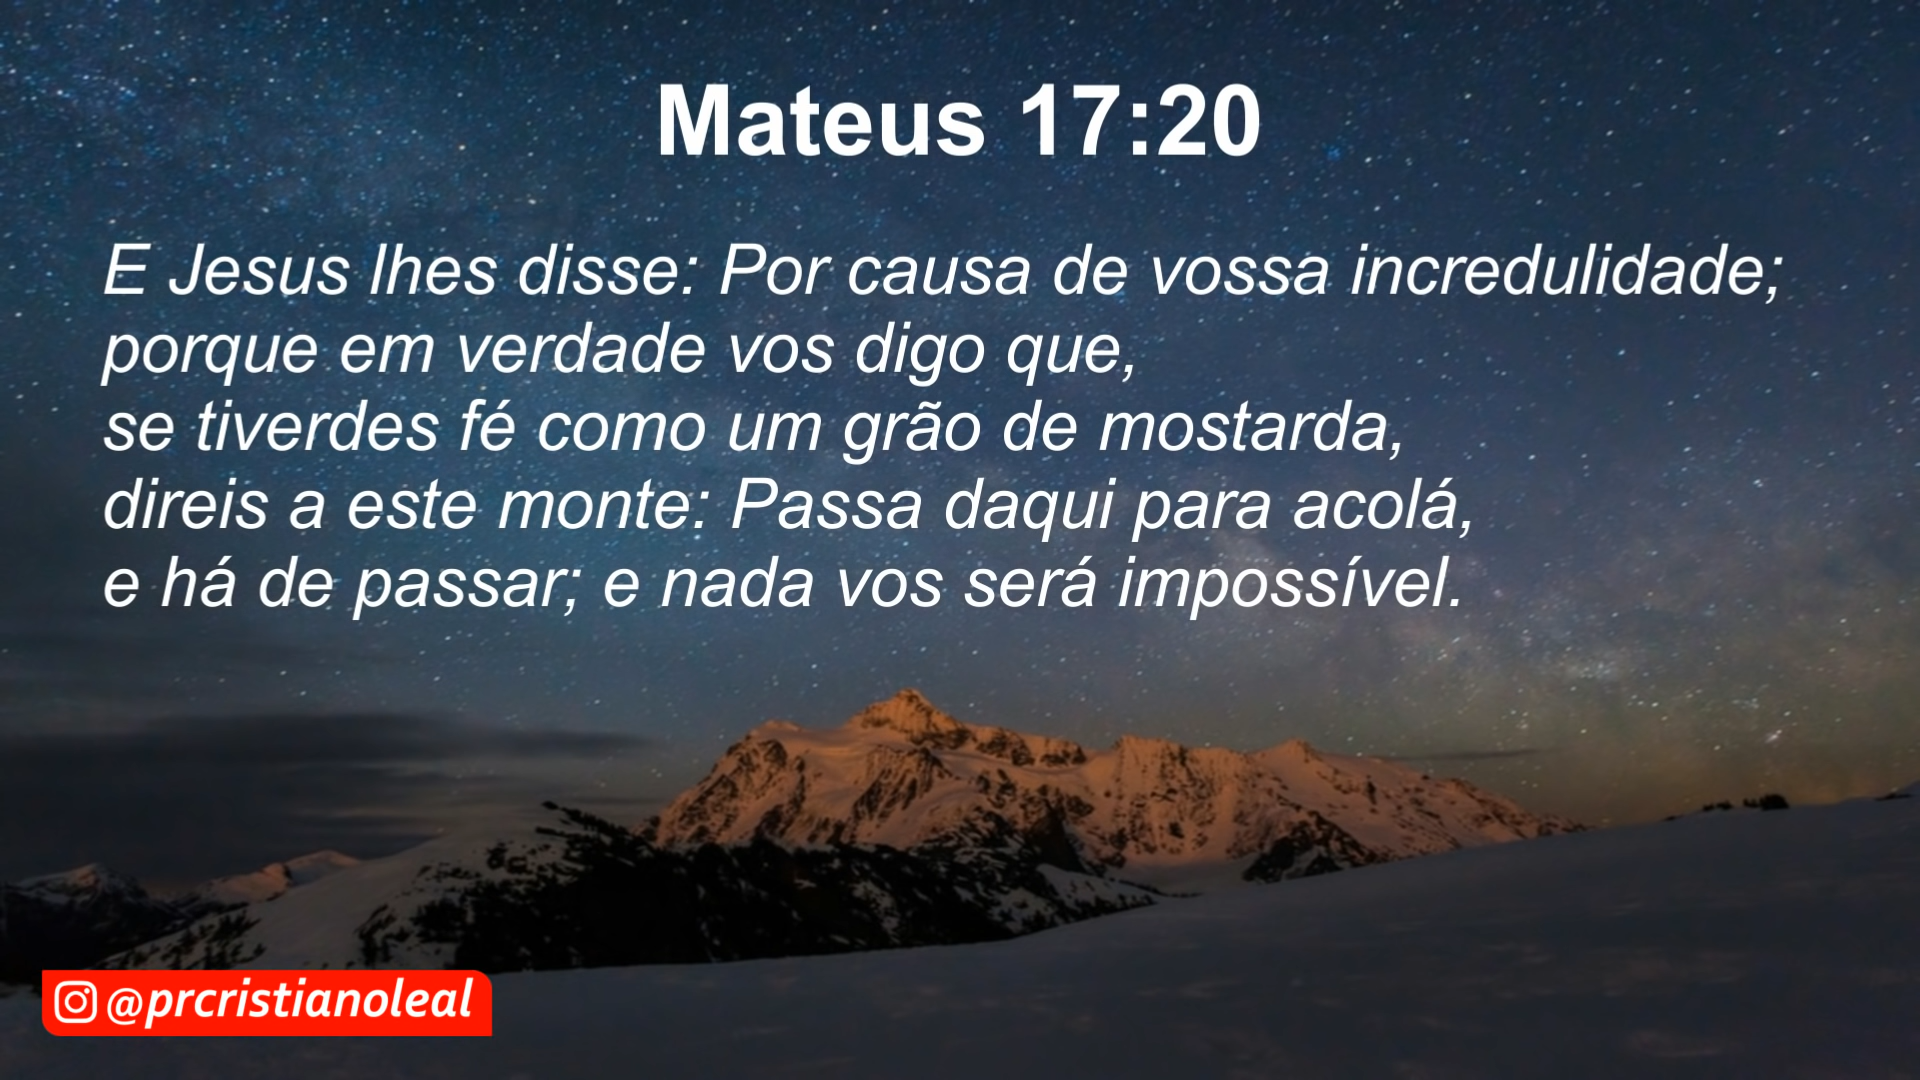 Mateus 17:20
E Jesus lhes disse: Por causa de vossa incredulidade;
porque em verdade vos digo que,
se tiverdes fé como um grão de mostarda,
direis a este monte: Passa daqui para acolá,
e há de passar; e nada vos será impossível.
@prcristianoleal